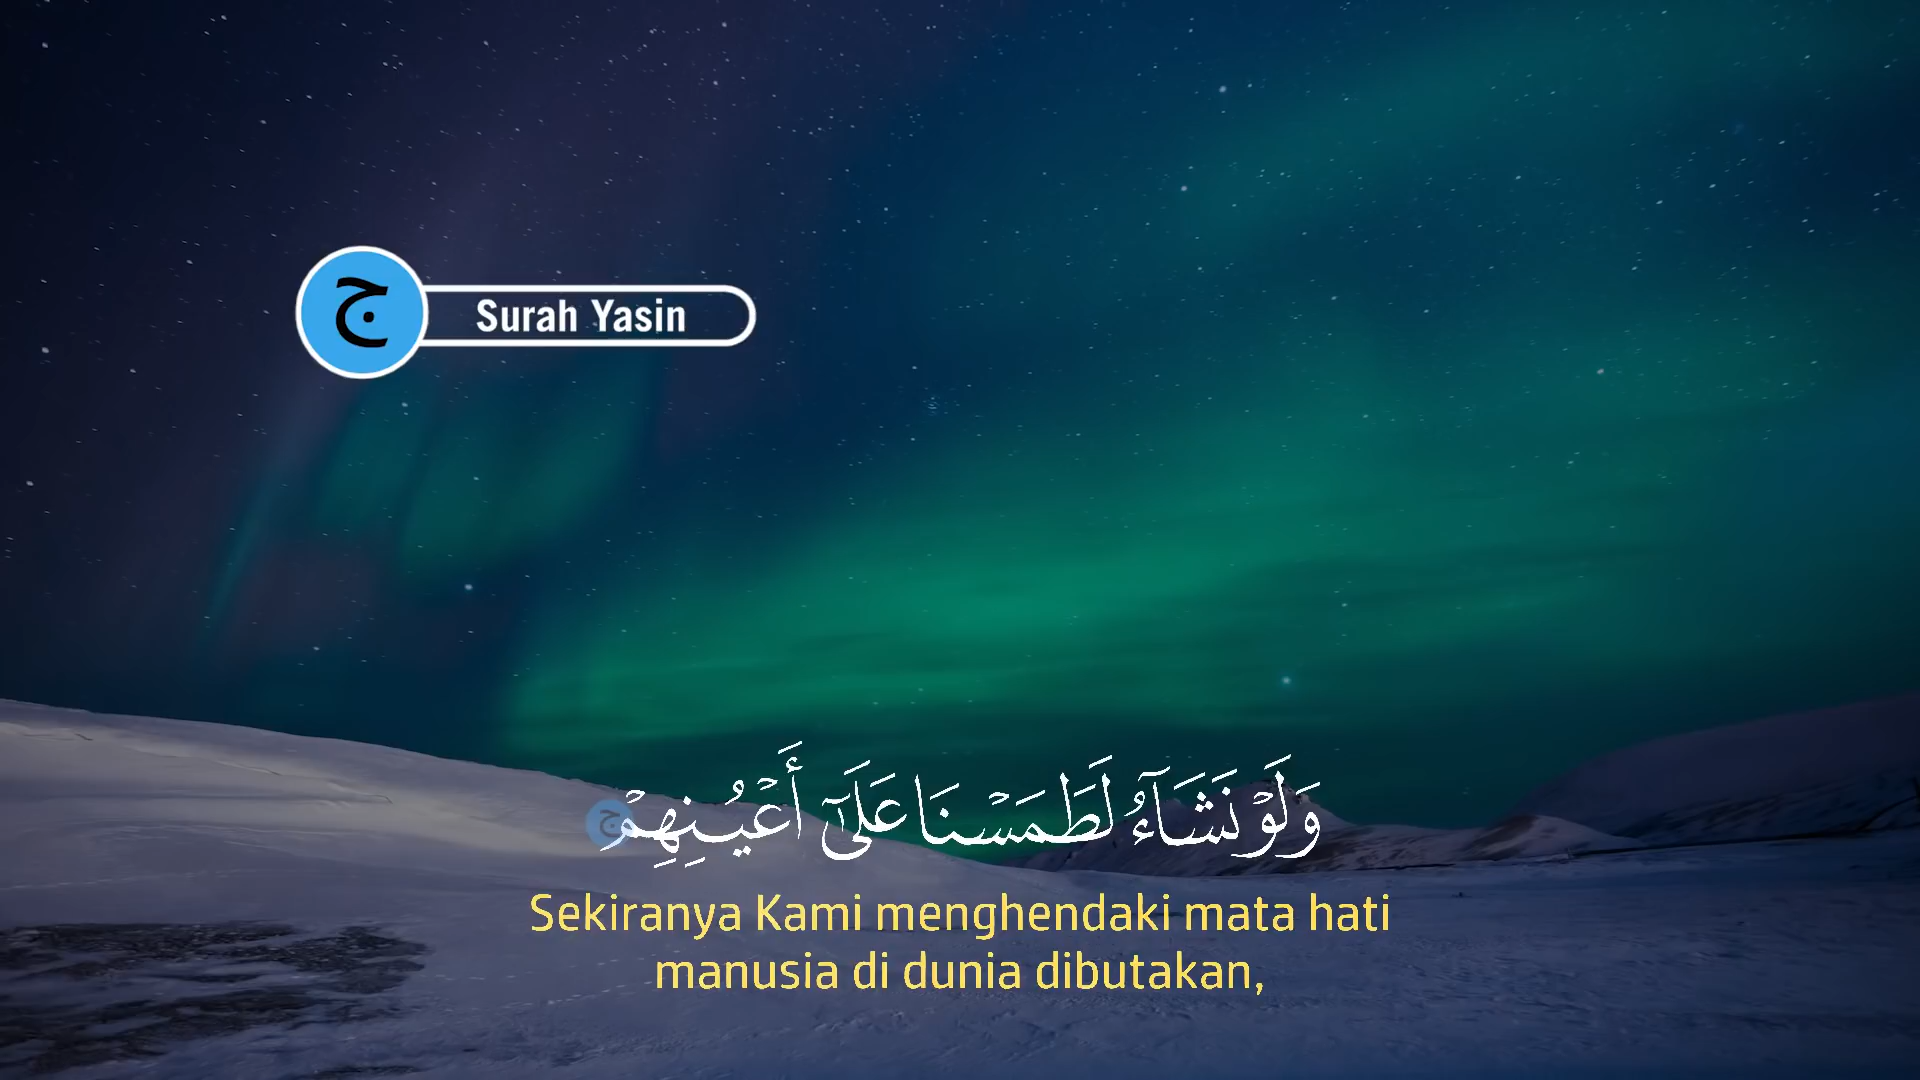 ج
Surah Yasin
وَلَوْ نَشَآءُ لَطَمَسْنَا عَلَىٰٓ أَعْيُنِهِمْ ج
Sekiranya Kami menghendaki mata hati
manusia di dunia dibutakan,